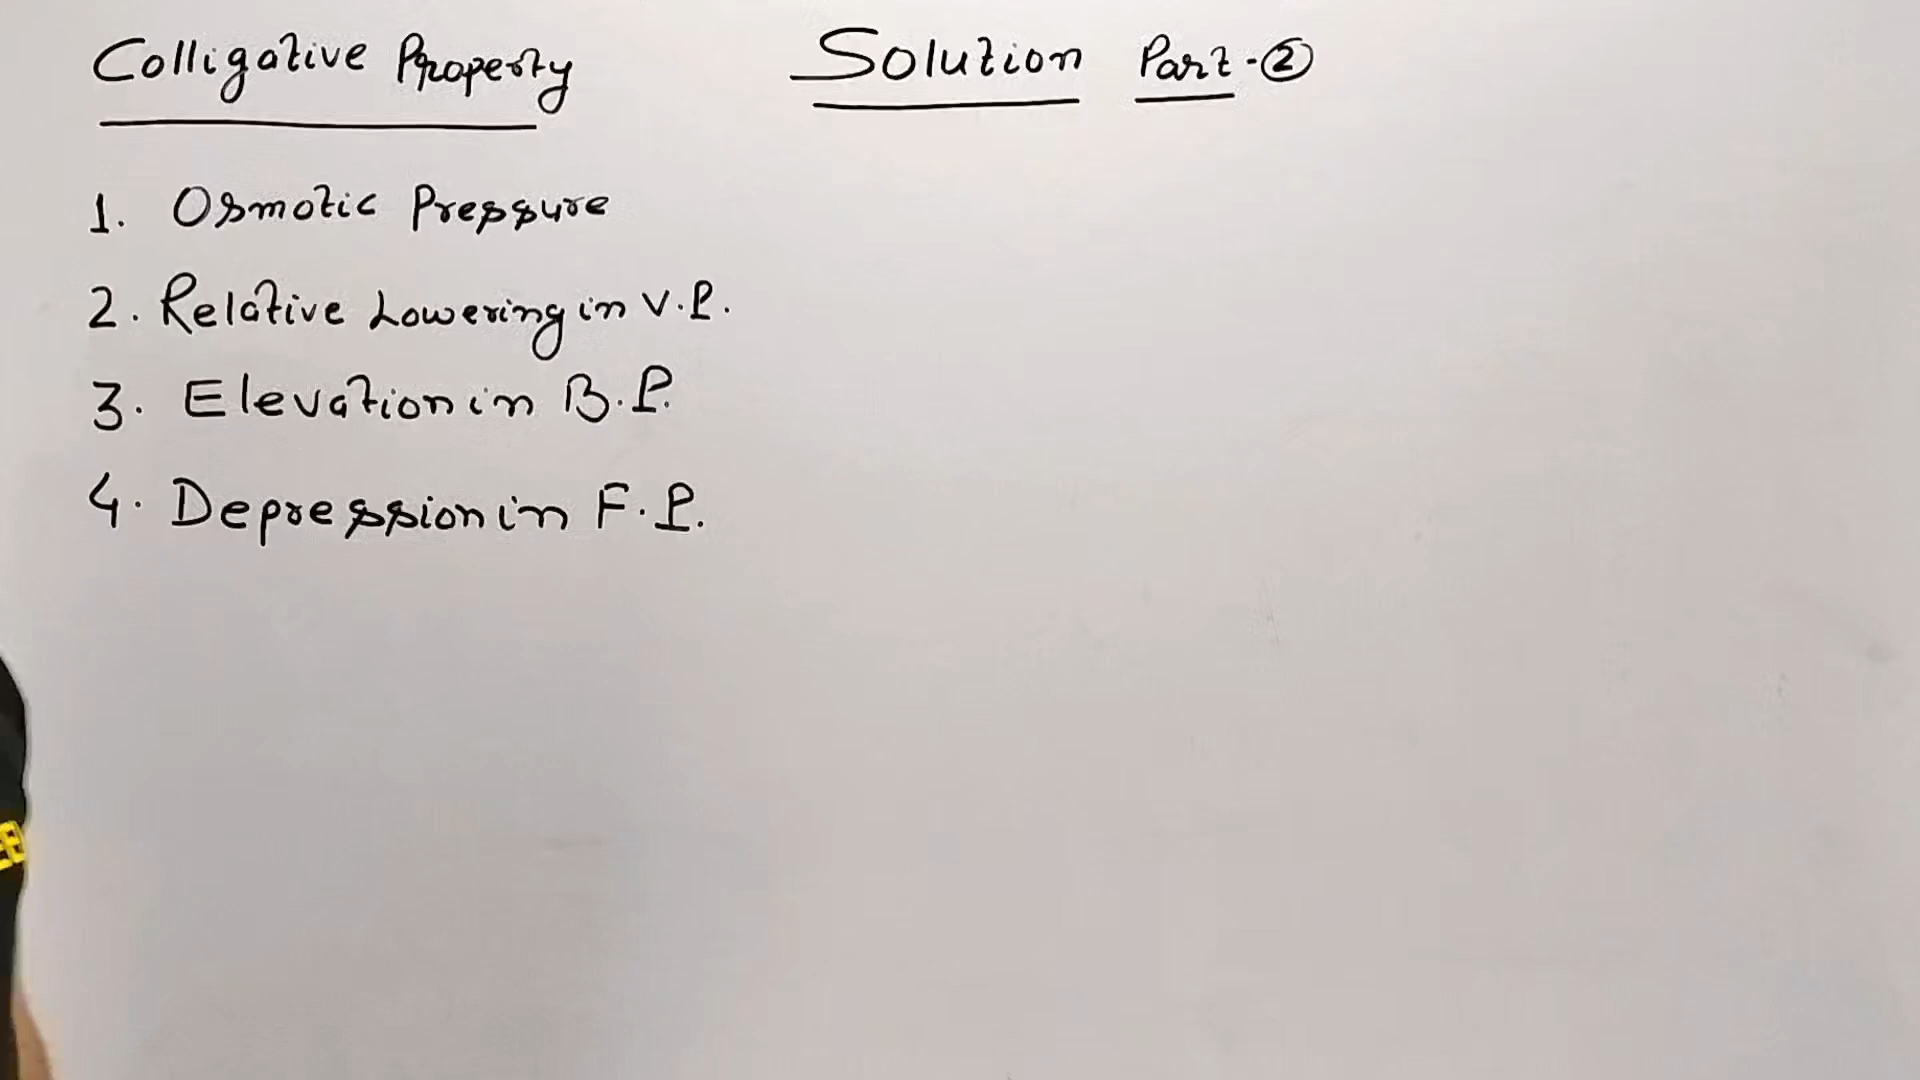 Colligative Property
Solution Part-②
1. Osmotic Pressure
2. Relative Lowering in V.P.
3. Elevation in B.P.
4. Depression in F.P.